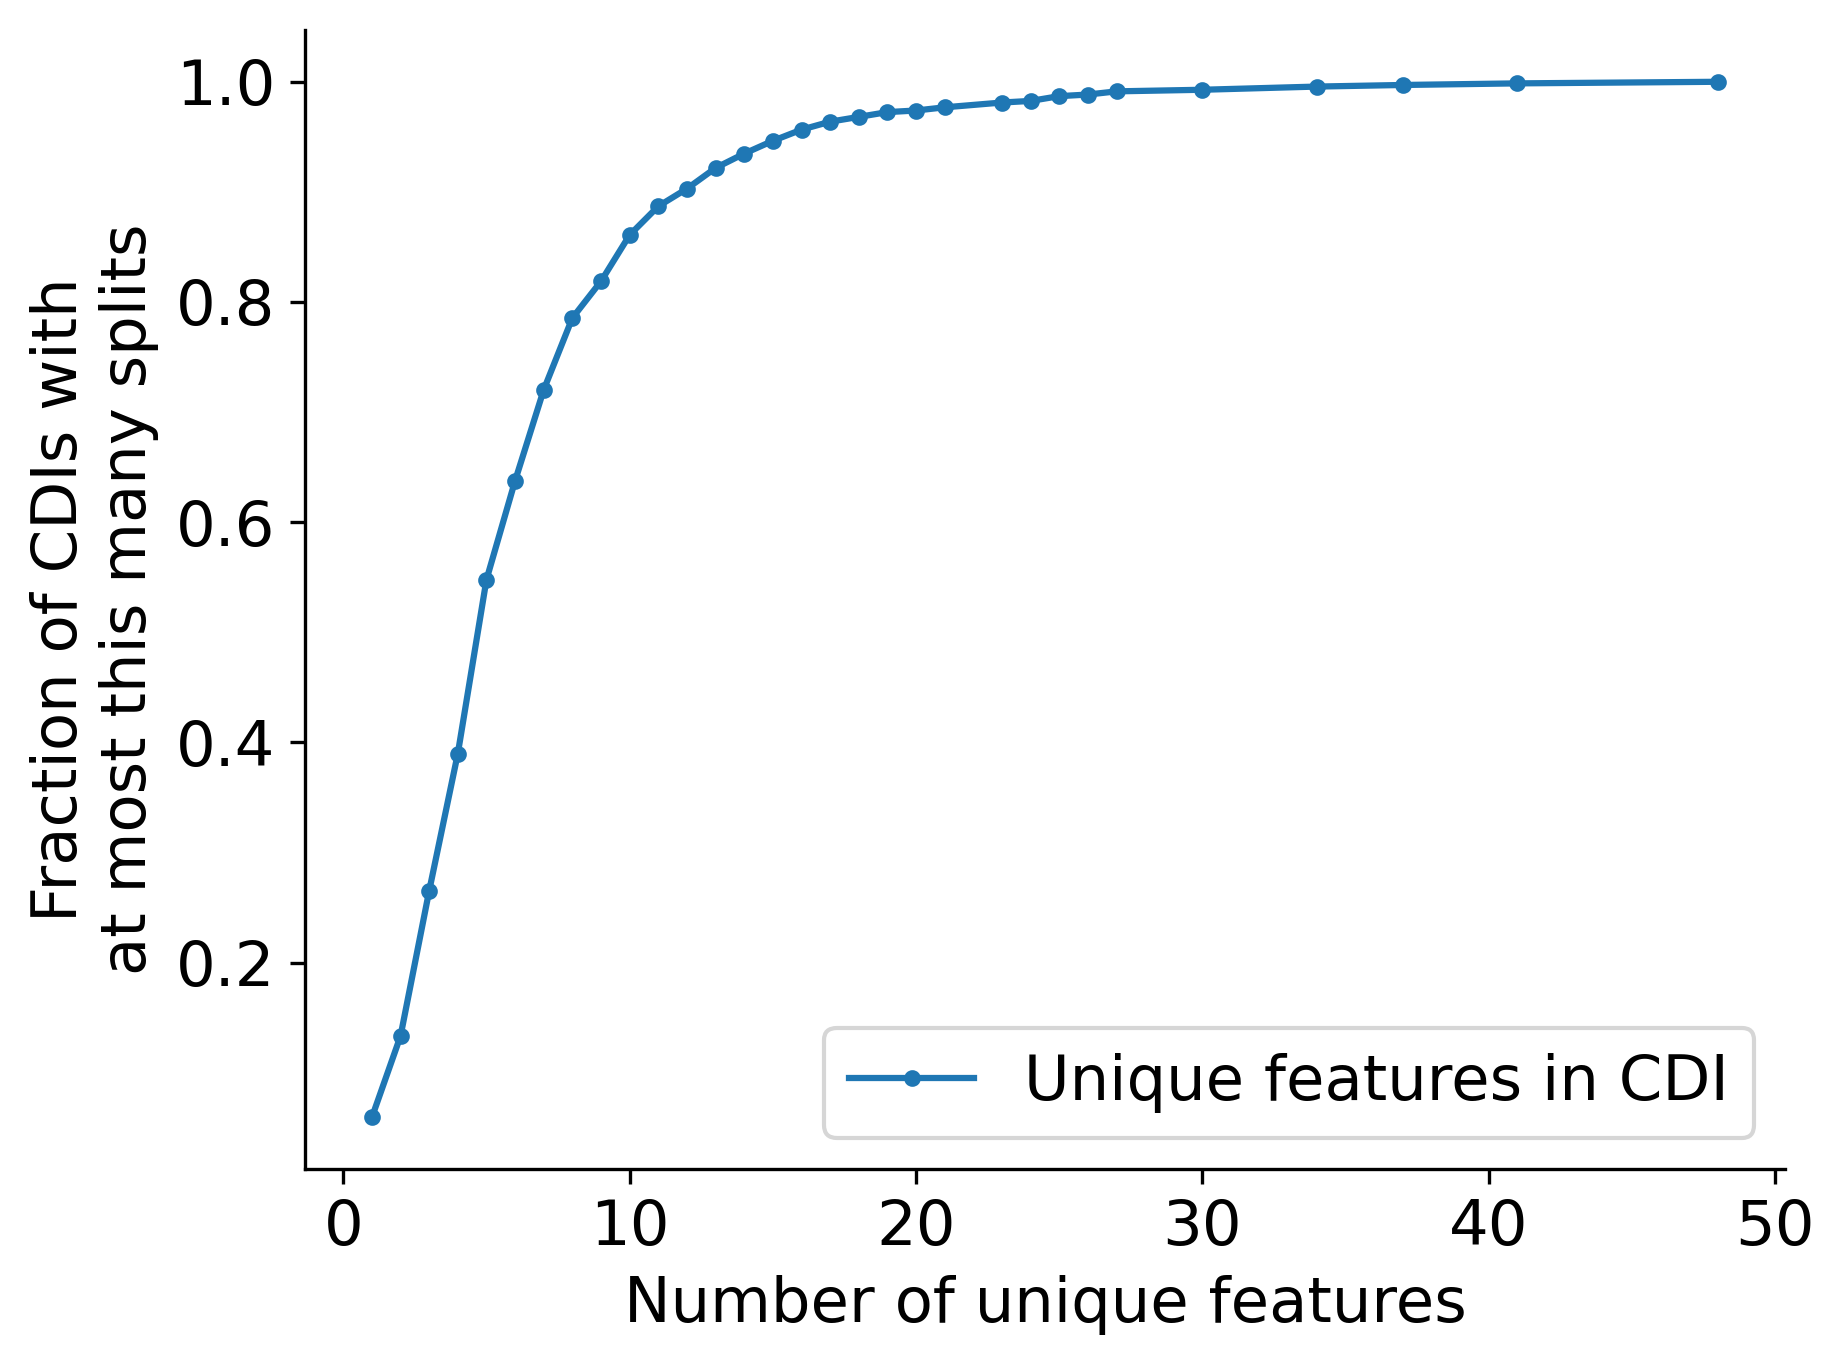 Fraction of CDIs with
at most this many splits
1.0
0.8
0.6
0.4
0.2
Unique features in CDI
0 10 20 30 40 50
Number of unique features